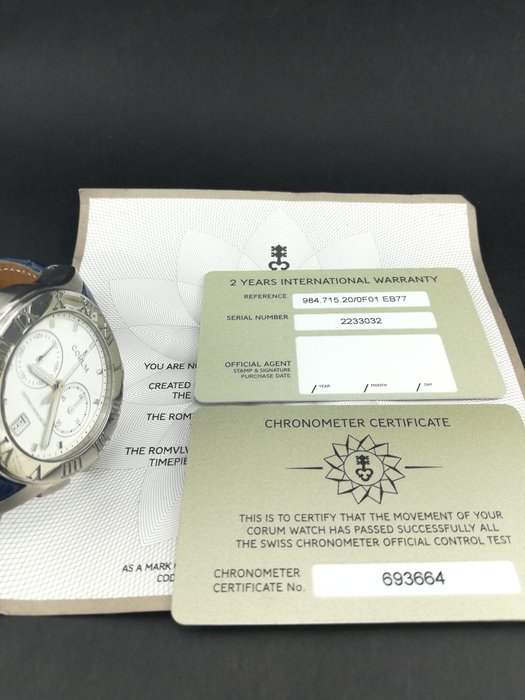 2 YEARS INTERNATIONAL WARRANTY
REFERENCE 984.715.20/0F01 EB77
SERIAL NUMBER 2233032
OFFICIAL AGENT
STAMP & SIGNATURE
PURCHASE DATE
/ YEAR / MONTH / DAY
YOU ARE
CREATED
THE
THE ROMV
THE ROMVLV
TIMEPIE
AS A MARK
COD
CORUM
CHRONOMETER CERTIFICATE
THIS IS TO CERTIFY THAT THE MOVEMENT OF YOUR
CORUM WATCH HAS PASSED SUCCESSFULLY ALL
THE SWISS CHRONOMETER OFFICIAL CONTROL TEST
CHRONOMETER
CERTIFICATE No. 693664